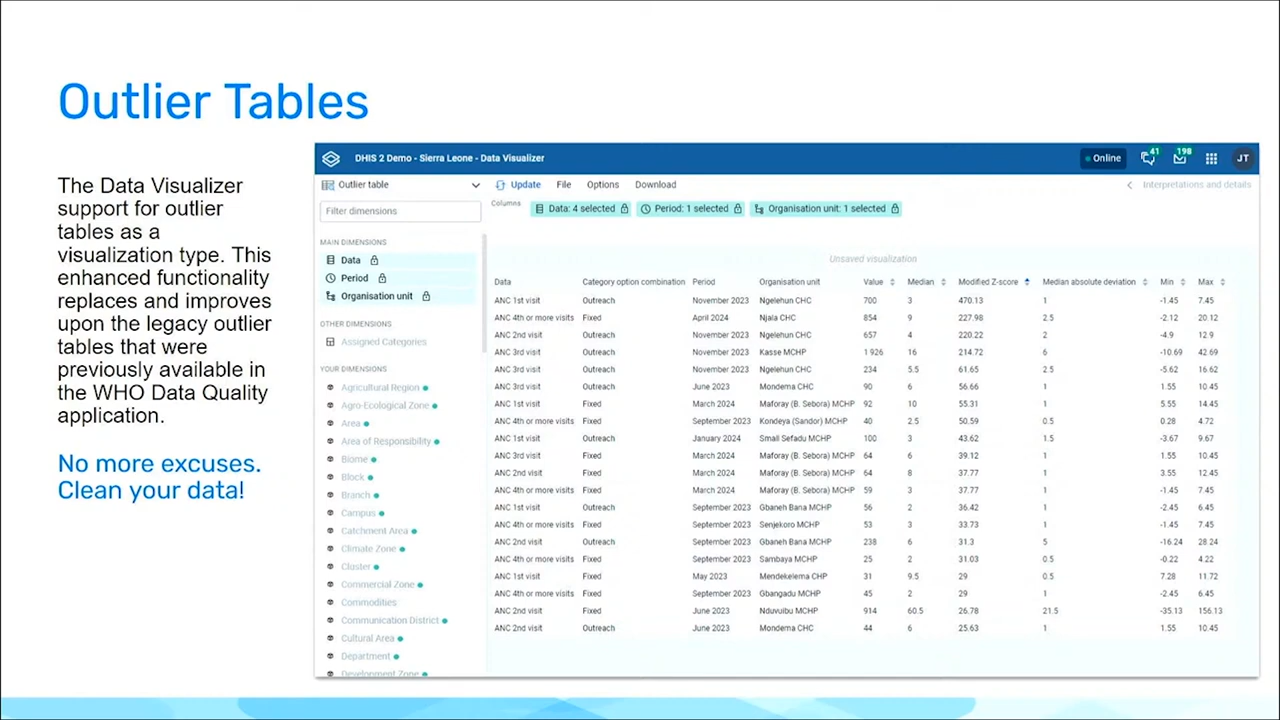 Outlier Tables
The Data Visualizer
support for outlier
tables as a
visualization type. This
enhanced functionality
replaces and improves
upon the legacy outlier
tables that were
previously available in
the WHO Data Quality
application.
No more excuses.
Clean your data!
DHIS 2 Demo - Sierra Leone - Data Visualizer
Online 41 198 JT
Outlier table Update File Options Download Interpretations and details
Filter dimensions
Columns Data: 4 selected Period: 1 selected Organisation unit: 1 selected
MAIN DIMENSIONS
Data
Period
Organisation unit
OTHER DIMENSIONS
Assigned Categories
YOUR DIMENSIONS
Agricultural Region
Agro-Ecological Zone
Area
Area of Responsibility
Biome
Block
Branch
Campus
Catchment Area
Climate Zone
Cluster
Commercial Zone
Commodities
Communication District
Cultural Area
Department
Development Zone
Unsaved visualization
Data Category option combination Period Organisation unit Value Median Modified Z-score Median absolute deviation Min Max
ANC 1st visit Outreach November 2023 Ngelehun CHC 700 3 470.13 1 -1.45 7.45
ANC 4th or more visits Fixed April 2024 Njala CHC 854 9 227.98 2.5 -2.12 20.12
ANC 2nd visit Outreach November 2023 Ngelehun CHC 657 4 220.22 2 -4.9 12.9
ANC 3rd visit Outreach November 2023 Kasse MCHP 1 926 16 214.72 6 -10.69 42.69
ANC 3rd visit Outreach November 2023 Ngelehun CHC 234 5.5 61.65 2.5 -5.62 16.62
ANC 3rd visit Outreach June 2023 Mondema CHC 90 6 56.66 1 1.55 10.45
ANC 1st visit Fixed March 2024 Maforay (B. Sebora) MCHP 92 10 55.31 1 5.55 14.45
ANC 4th or more visits Fixed September 2023 Kondeya (Sandor) MCHP 40 2.5 50.59 0.5 0.28 4.72
ANC 1st visit Outreach January 2024 Small Sefadu MCHP 100 3 43.62 1.5 -3.67 9.67
ANC 3rd visit Fixed March 2024 Maforay (B. Sebora) MCHP 64 6 39.12 1 1.55 10.45
ANC 2nd visit Fixed March 2024 Maforay (B. Sebora) MCHP 64 8 37.77 1 3.55 12.45
ANC 4th or more visits Fixed March 2024 Maforay (B. Sebora) MCHP 59 3 37.77 1 -1.45 7.45
ANC 1st visit Outreach September 2023 Gbaneh Bana MCHP 56 2 36.42 1 -2.45 6.45
ANC 4th or more visits Fixed September 2023 Senjekoro MCHP 53 3 33.73 1 -1.45 7.45
ANC 2nd visit Outreach September 2023 Gbaneh Bana MCHP 238 6 31.3 5 -16.24 28.24
ANC 4th or more visits Fixed September 2023 Sambaya MCHP 25 2 31.03 0.5 -0.22 4.22
ANC 1st visit Fixed May 2023 Mendekelema CHP 31 9.5 29 0.5 7.28 11.72
ANC 4th or more visits Fixed September 2023 Gbangadu MCHP 45 2 29 1 -2.45 6.45
ANC 2nd visit Fixed June 2023 Nduvuibu MCHP 914 60.5 26.78 21.5 -35.13 156.13
ANC 2nd visit Outreach June 2023 Mondema CHC 44 6 25.63 1 1.55 10.45